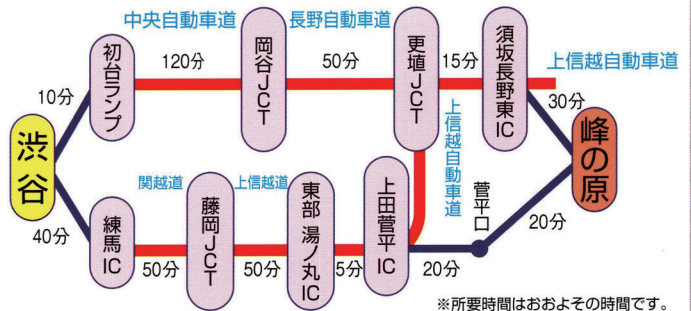 中央自動車道
長野自動車道
上信越自動車道
初台ランプ
岡谷JCT
更埴JCT
須坂長野東IC
10分
120分
50分
15分
30分
渋谷
峰の原
上信越自動車道
関越道
上信越道
菅平口
練馬IC
藤岡JCT
東部 湯ノ丸IC
上田菅平IC
40分
50分
50分
5分
20分
20分
※所要時間はおおよその時間です。